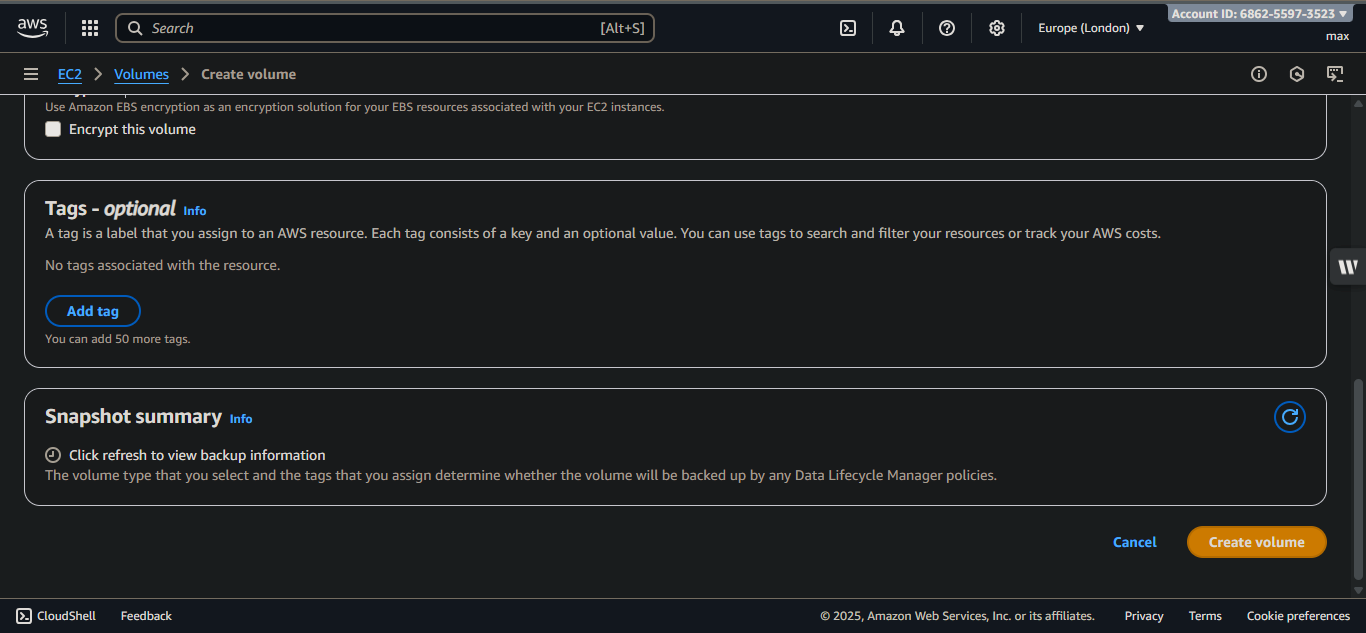 aws
Search [Alt+S]
Europe (London)
Account ID: 6862-5597-3523
max
EC2 Volumes Create volume
Use Amazon EBS encryption as an encryption solution for your EBS resources associated with your EC2 instances.
Encrypt this volume
Tags - optional Info
A tag is a label that you assign to an AWS resource. Each tag consists of a key and an optional value. You can use tags to search and filter your resources or track your AWS costs.
No tags associated with the resource.
Add tag
You can add 50 more tags.
Snapshot summary Info
Click refresh to view backup information
The volume type that you select and the tags that you assign determine whether the volume will be backed up by any Data Lifecycle Manager policies.
Cancel Create volume
CloudShell Feedback © 2025, Amazon Web Services, Inc. or its affiliates. Privacy Terms Cookie preferences